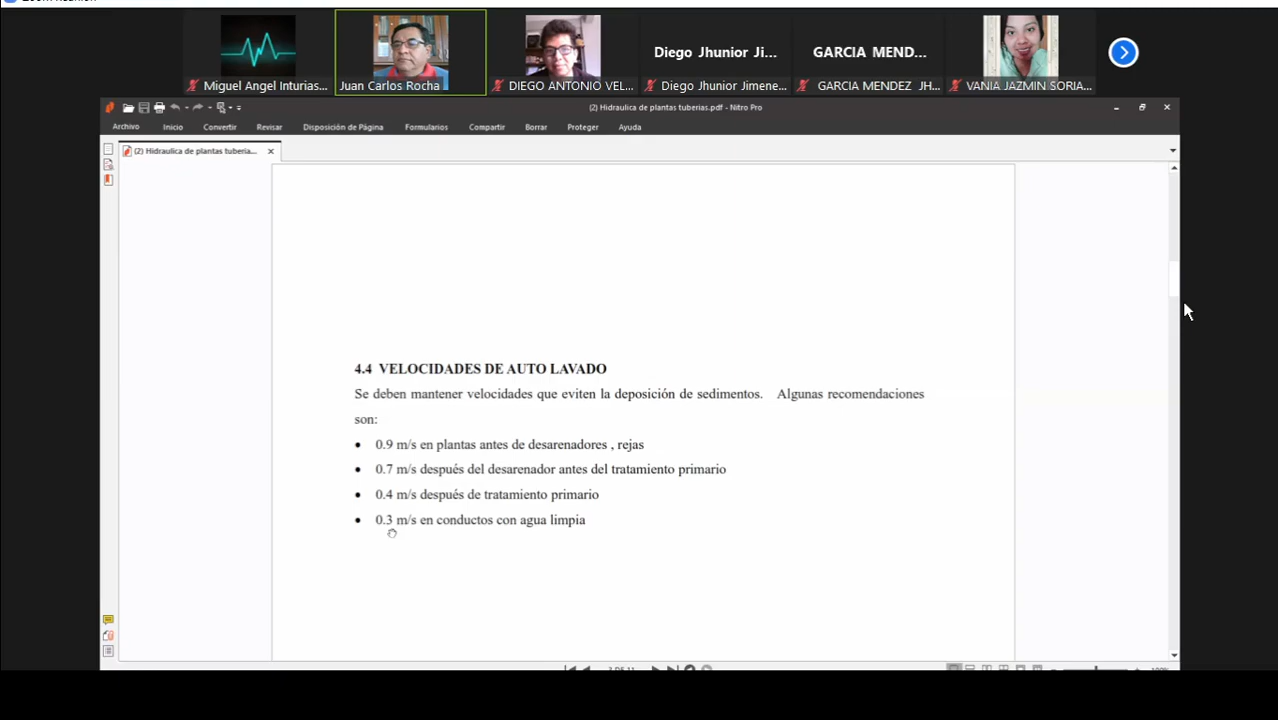 Miguel Angel Inturias...
Juan Carlos Rocha
DIEGO ANTONIO VEL...
Diego Jhunior Ji...
Diego Jhunior Jimene...
GARCIA MEND...
GARCIA MENDEZ JH...
VANIA JAZMIN SORIA...
(2) Hidraulica de plantas tuberias.pdf - Nitro Pro
Archivo Inicio Convertir Revisar Disposición de Página Formularios Compartir Borrar Proteger Ayuda
(2) Hidraulica de plantas tuberia...
4.4 VELOCIDADES DE AUTO LAVADO
Se deben mantener velocidades que eviten la deposición de sedimentos. Algunas recomendaciones
son:
• 0.9 m/s en plantas antes de desarenadores , rejas
• 0.7 m/s después del desarenador antes del tratamiento primario
• 0.4 m/s después de tratamiento primario
• 0.3 m/s en conductos con agua limpia